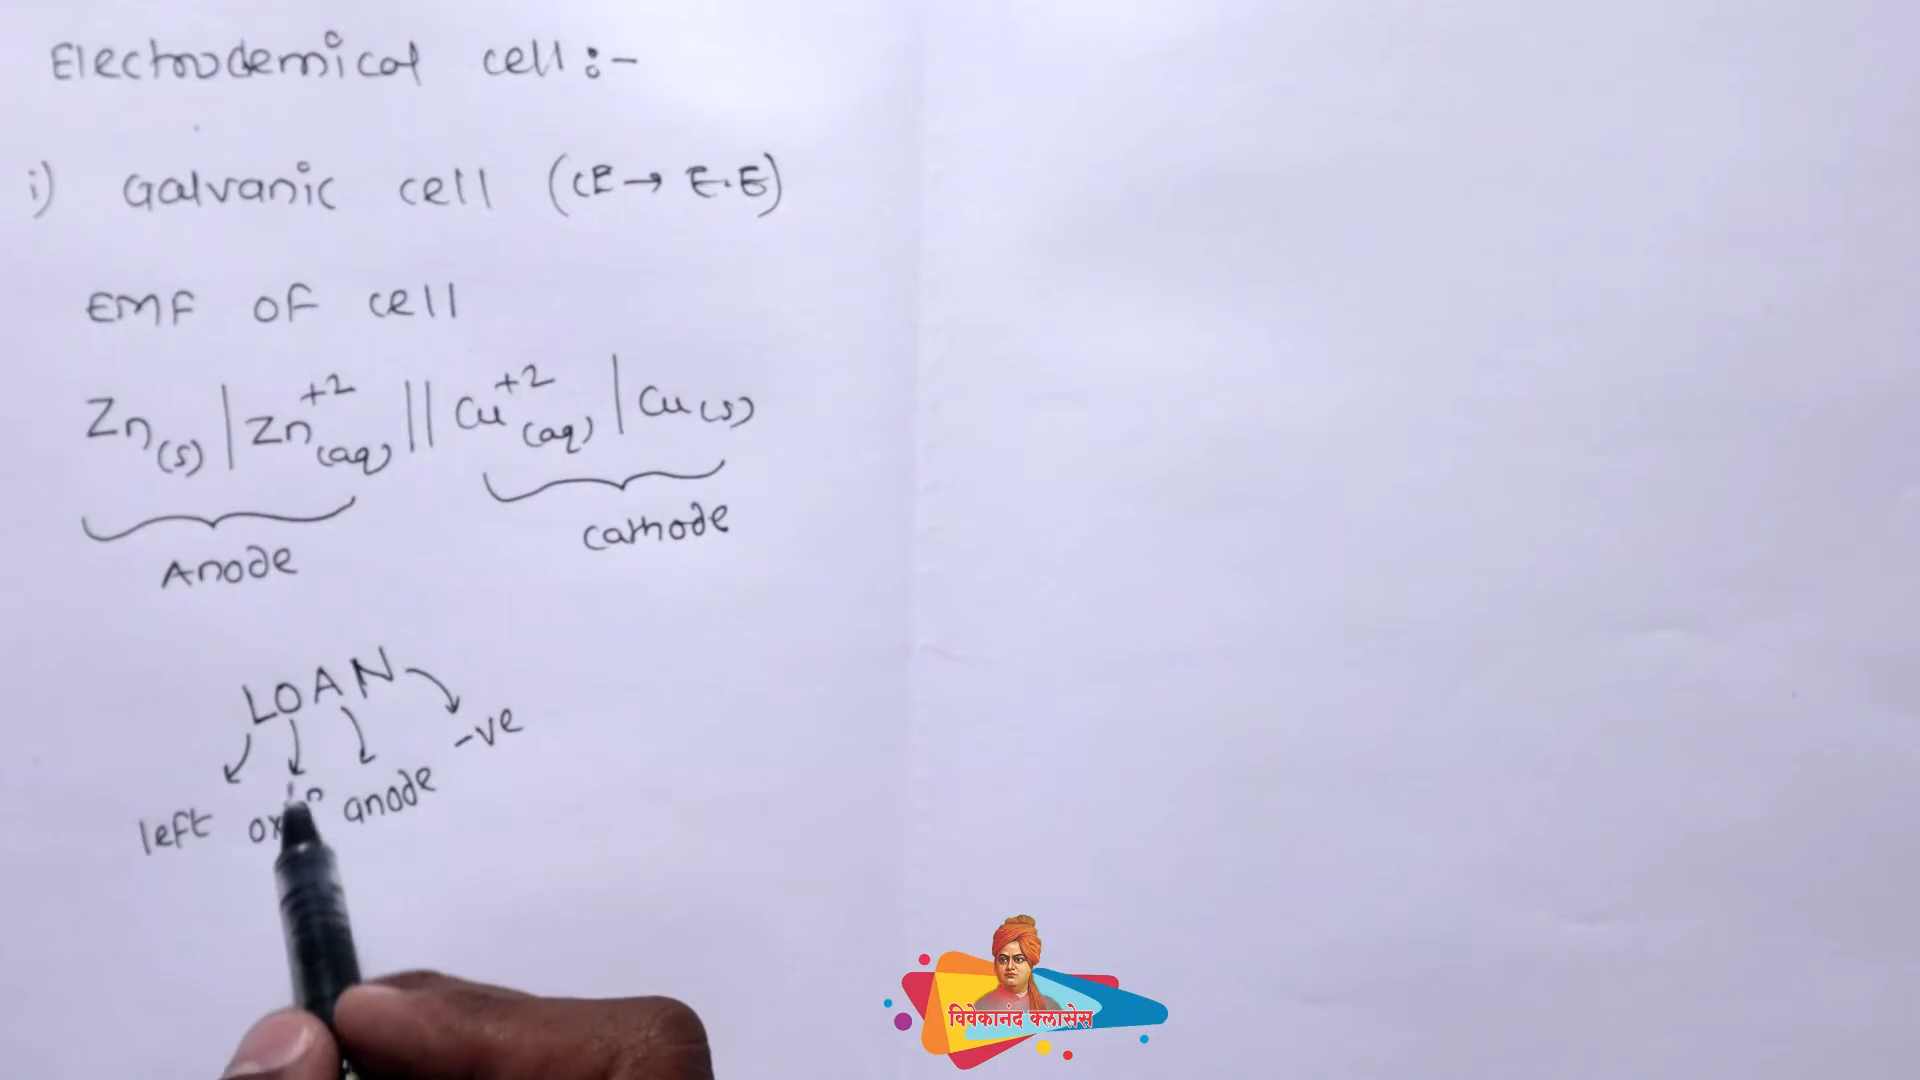 Electrodemical cell :-
i) Galvanic cell (CE → E.E)
EMF OF cell
Zn(s) | Zn+2(aq) || Cu+2(aq) | Cu(s)
Anode
Cathode
LOAN
left anode -ve
विवेकानंद क्लासेस